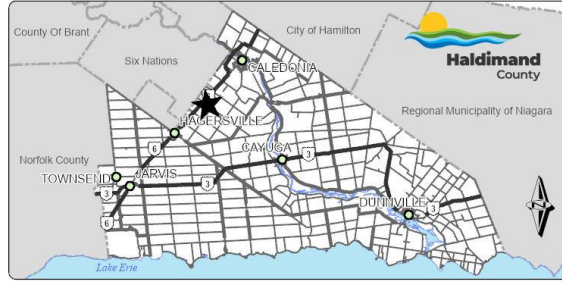 County Of Brant
City of Hamilton
Haldimand
County
Six Nations
CALEDONIA
Regional Municipality of Niagara
HAGERSVILLE
CAYUGA
3
6
Norfolk County
TOWNSEND
JARVIS
3
3
DUNNVILLE
3
6
Lake Erie